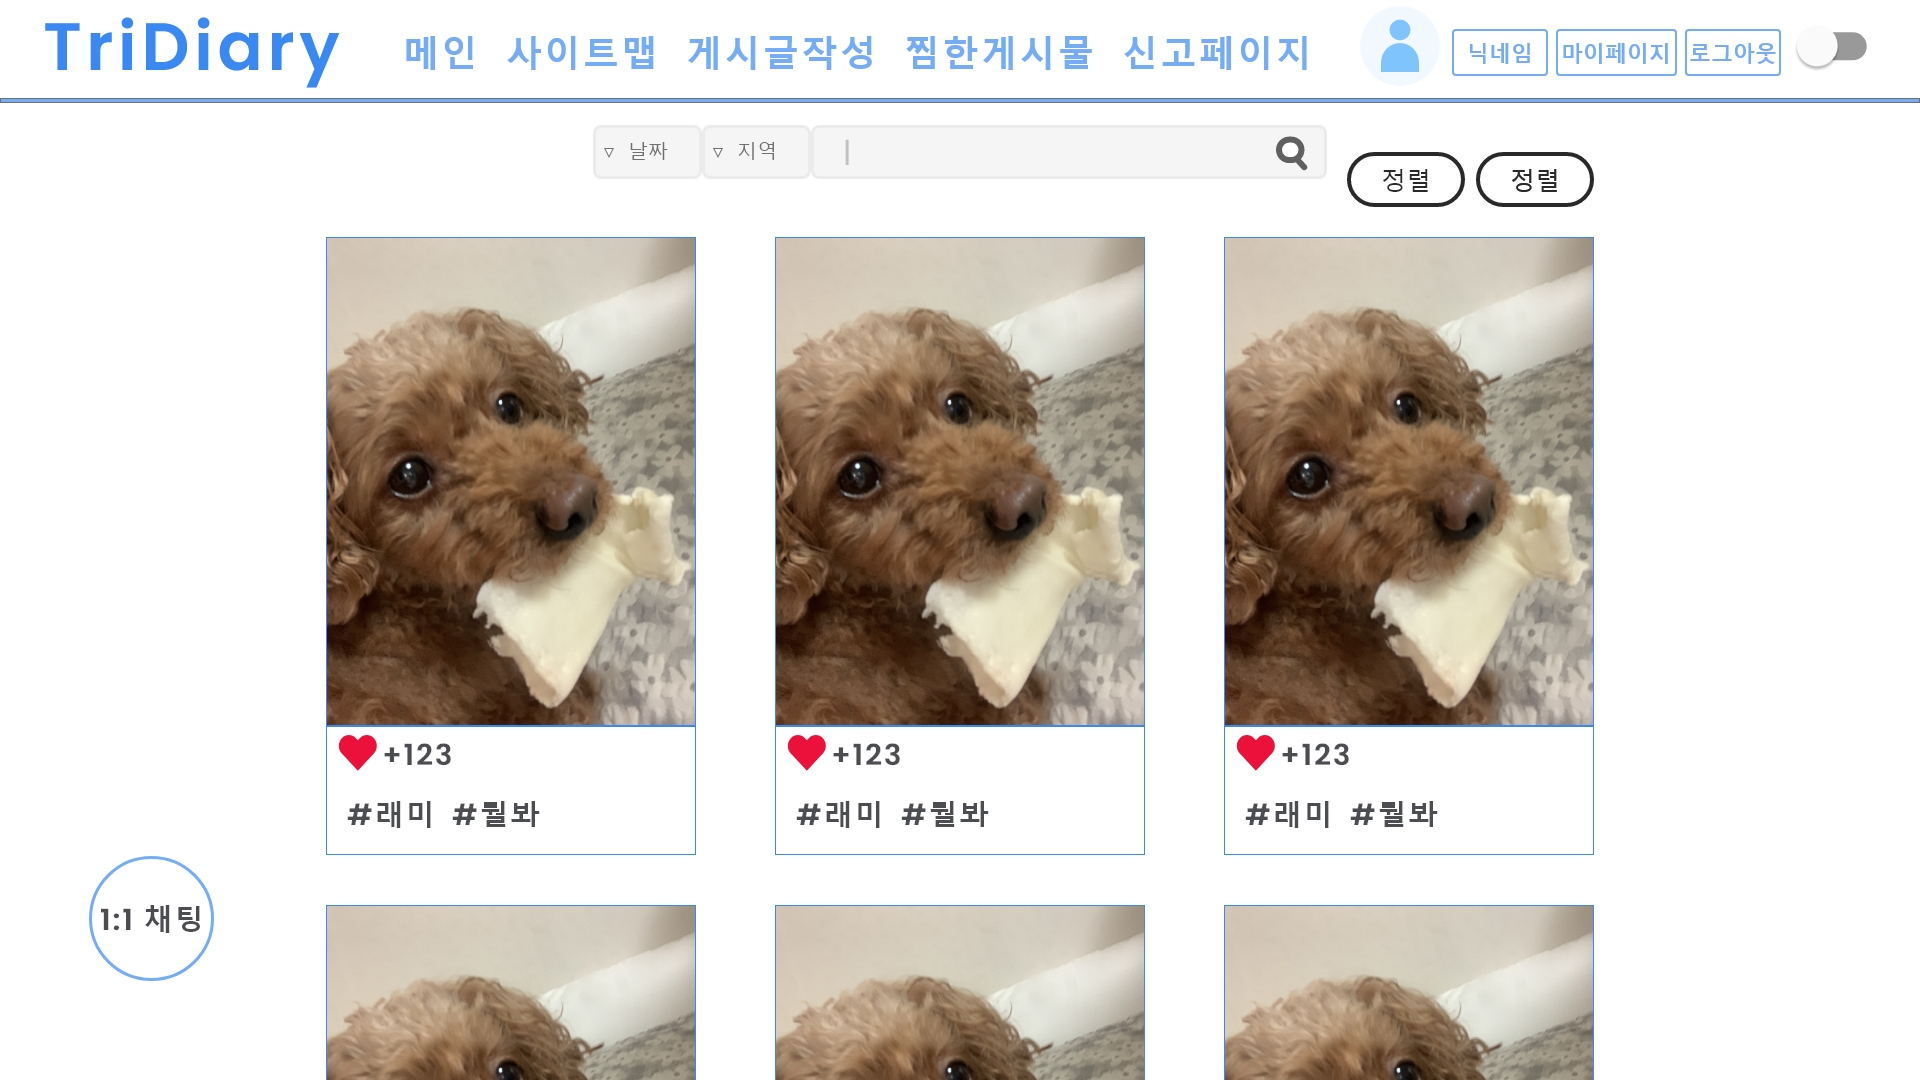 TriDiary 메인 사이트맵 게시글작성 찜한게시물 신고페이지 닉네임 마이페이지 로그아웃
▽ 날짜 ▽ 지역
정렬 정렬
+123 +123 +123
#래미 #뭘봐 #래미 #뭘봐 #래미 #뭘봐
1:1 채팅